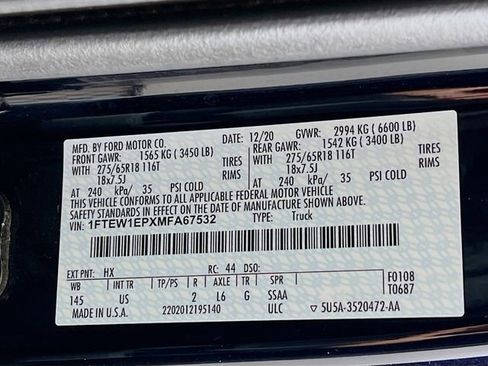 MFD. BY FORD MOTOR CO. 12/20 GVWR: 2994 KG ( 6600 LB)
FRONT GAWR: 1565 KG ( 3450 LB) REAR GAWR: 1542 KG ( 3400 LB)
WITH 275/65R18 116T TIRES WITH 275/65R18 116T TIRES
18x7.5J RIMS 18x7.5J RIMS
AT 240 kPa/ 35 PSI COLD AT 240 kPa/ 35 PSI COLD
THIS VEHICLE CONFORMS TO ALL APPLICABLE FEDERAL MOTOR VEHICLE
SAFETY AND THEFT PREVENTION STANDARDS IN EFFECT ON THE DATE OF MANUFACTURE SHOWN ABOVE.
VIN: 1FTEW1EPXMFA67532 TYPE: Truck
EXT PNT: HX RC: 44 DSO:
WB INT TR TP/PS R AXLE TR SPR F0108
145 US 2 L6 G SSAA T0687
MADE IN U.S.A. 2202012195140 ULC 5U5A-3520472-AA